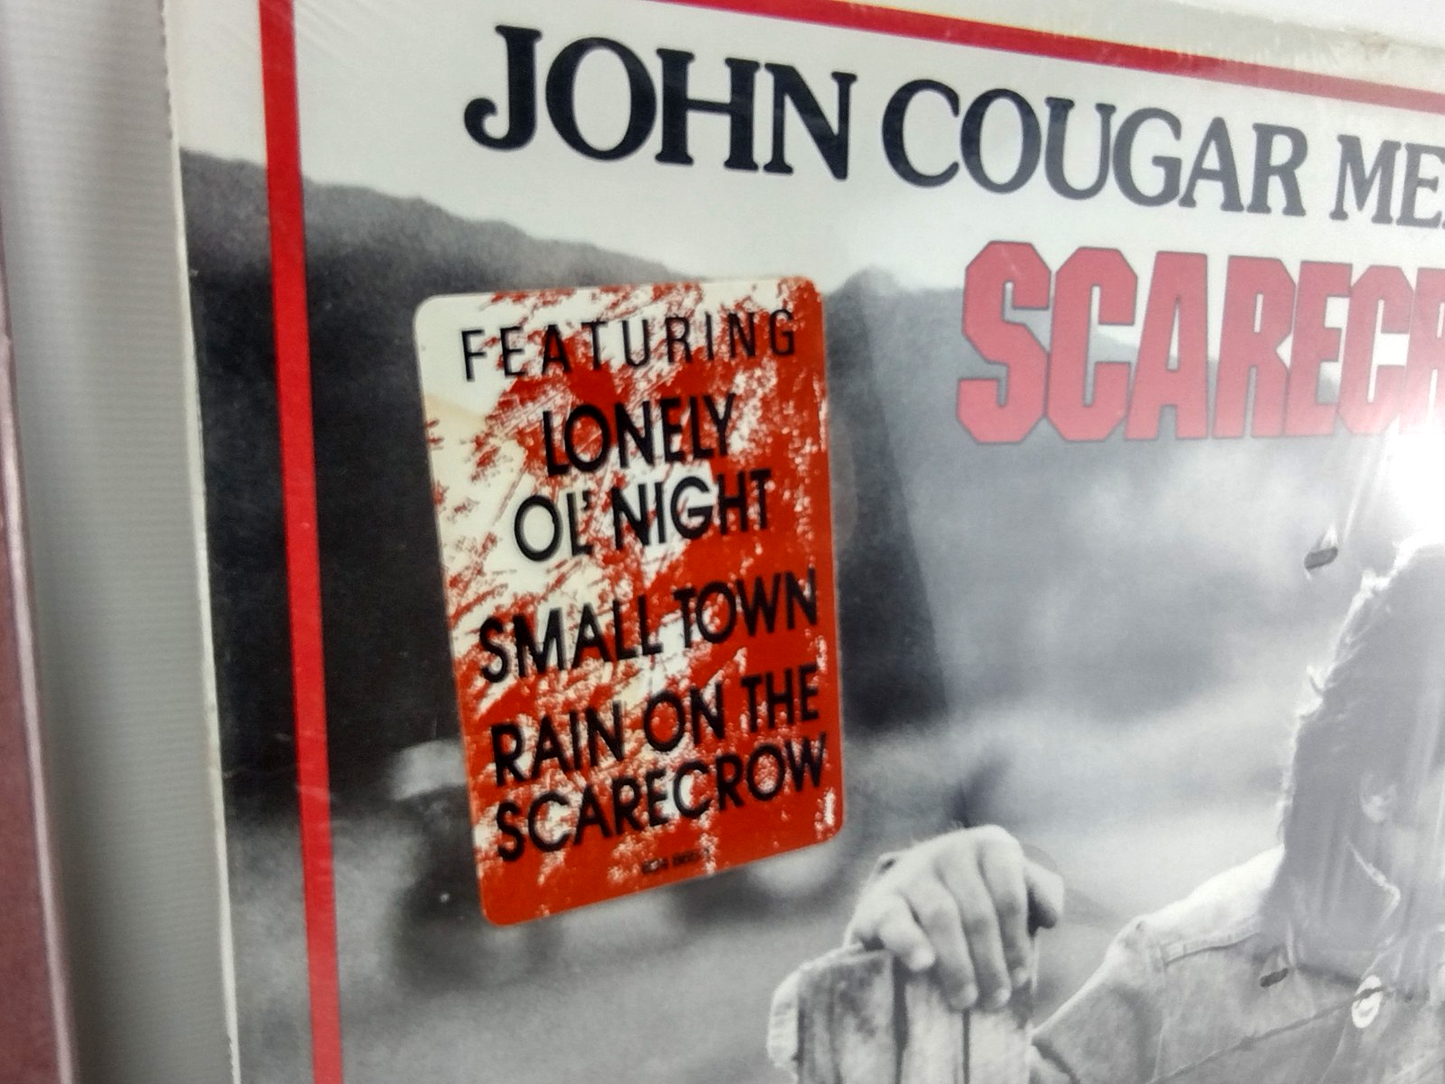 JOHN COUGAR ME
SCARECR
FEATURING
LONELY
OL' NIGHT
SMALL TOWN
RAIN ON THE
SCARECROW